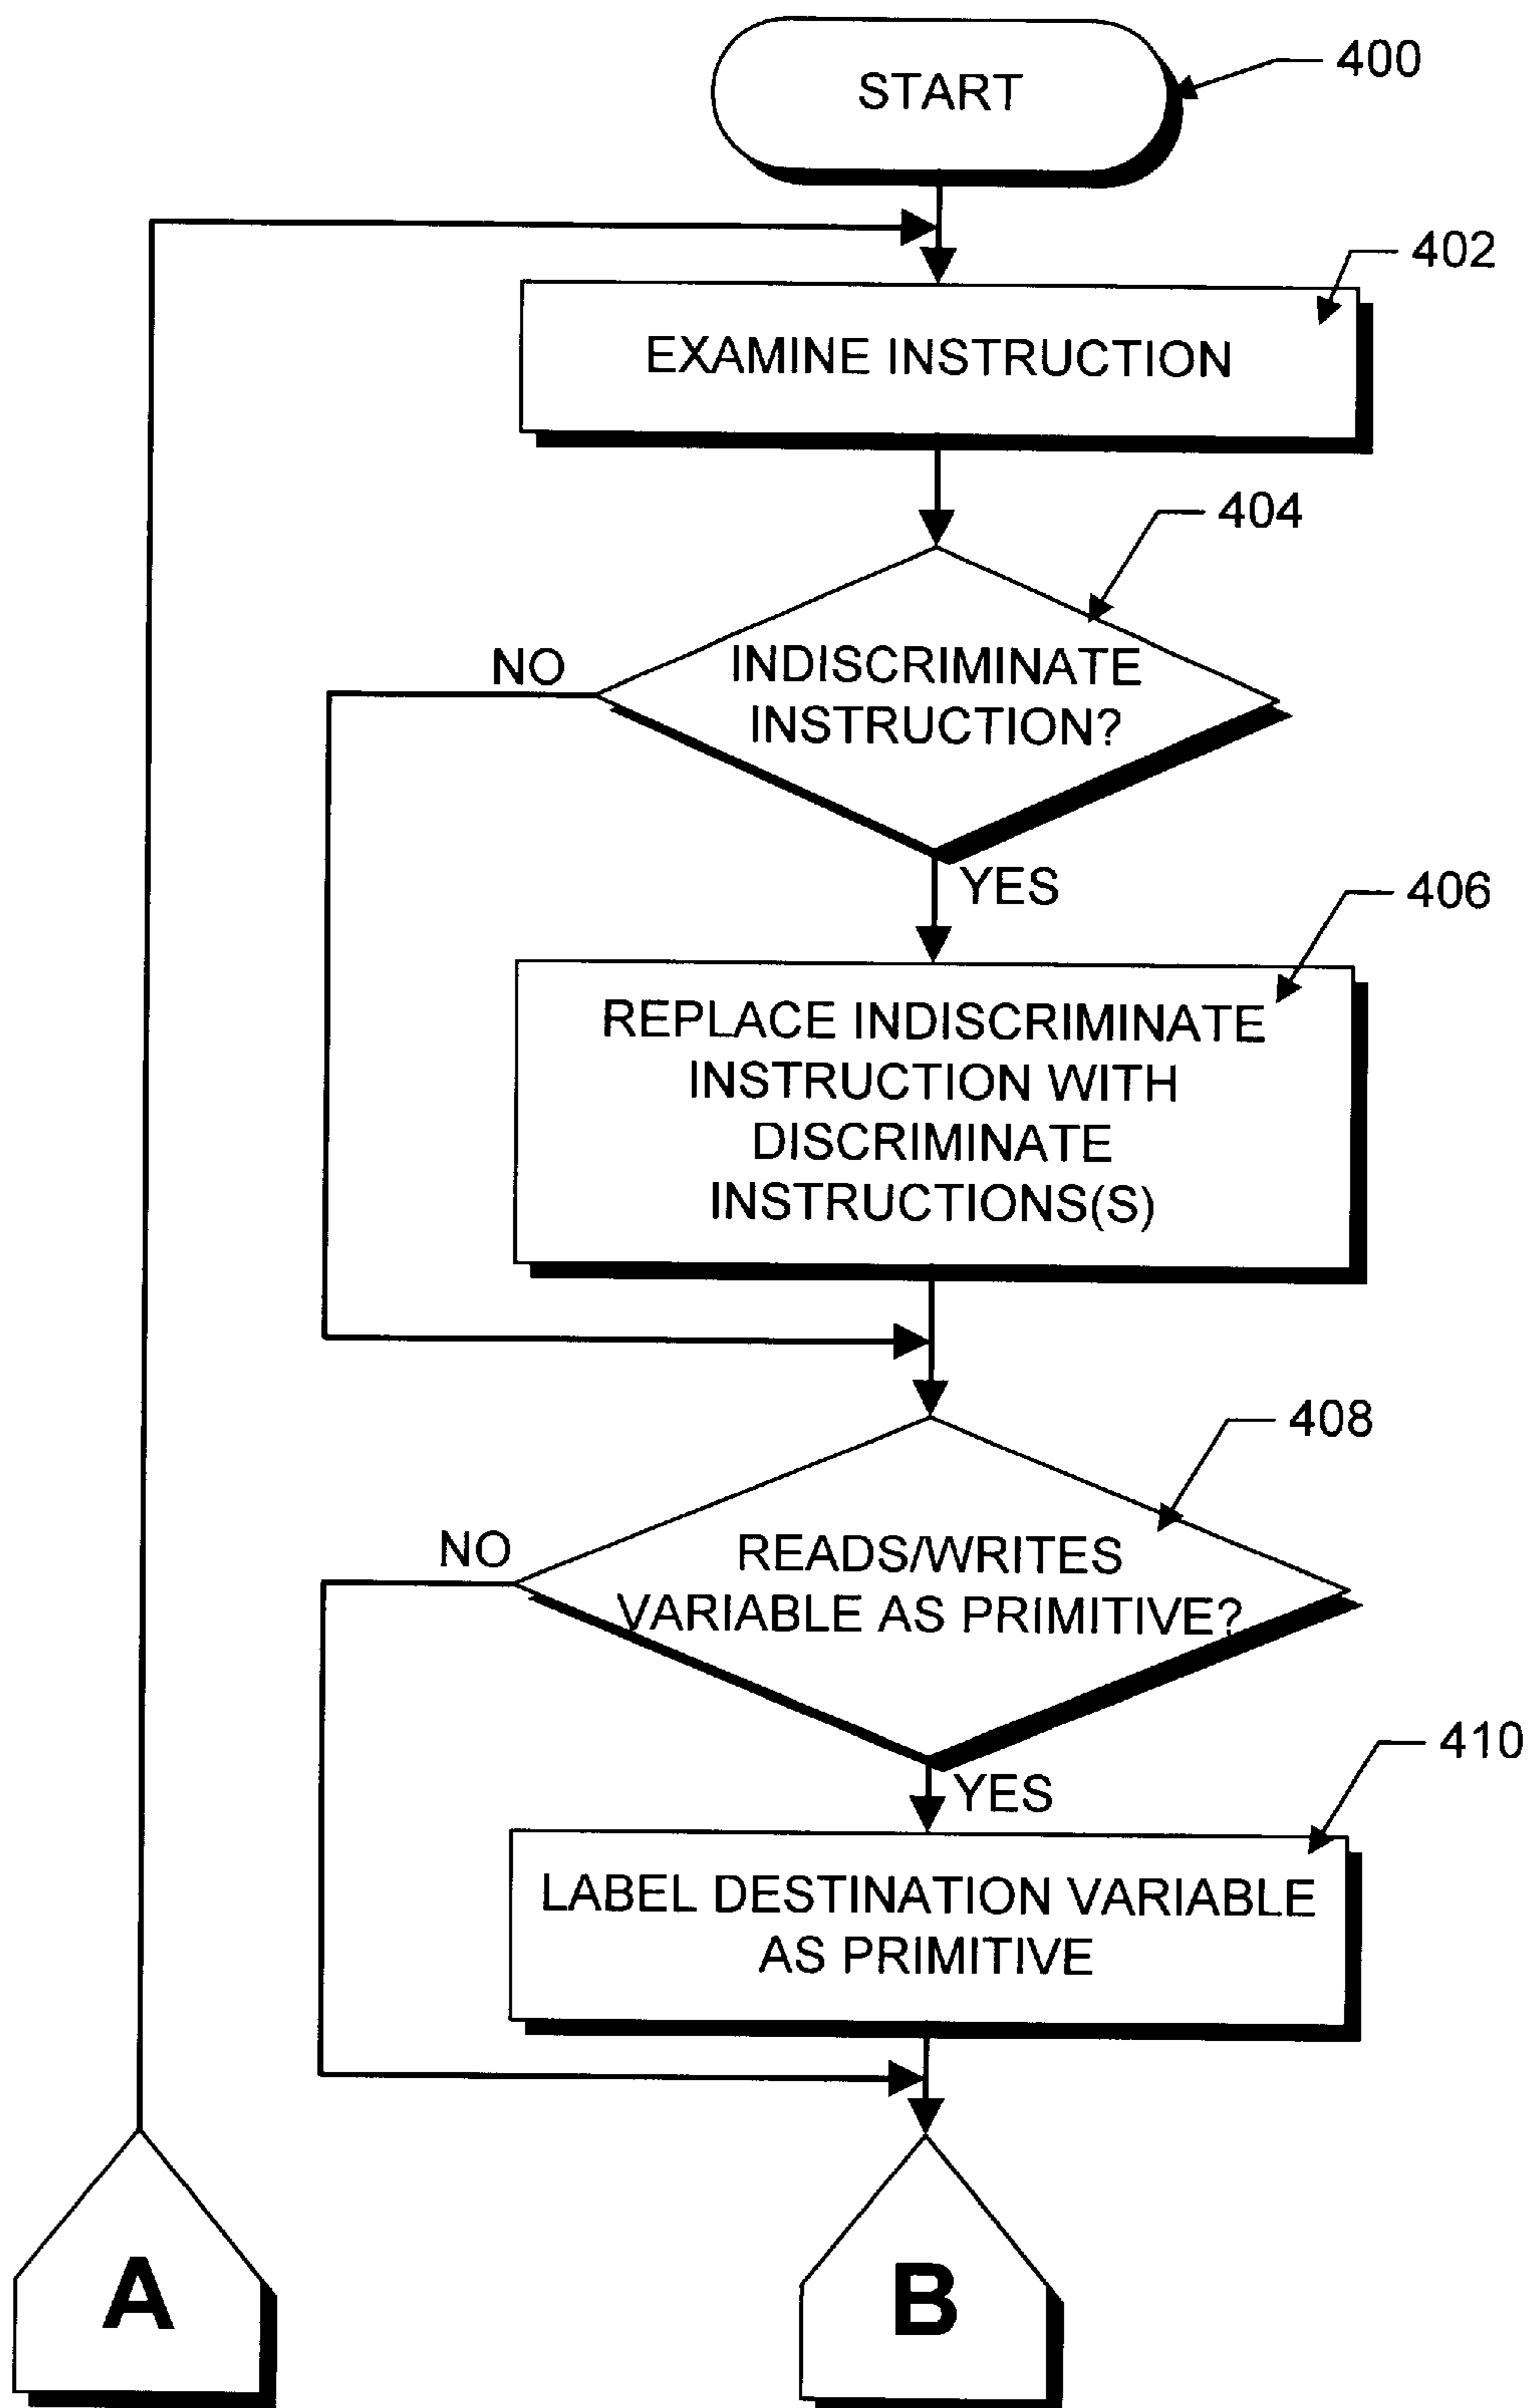 START
400
402
EXAMINE INSTRUCTION
404
NO
INDISCRIMINATE
INSTRUCTION?
YES
406
REPLACE INDISCRIMINATE
INSTRUCTION WITH
DISCRIMINATE
INSTRUCTIONS(S)
408
NO
READS/WRITES
VARIABLE AS PRIMITIVE?
YES
410
LABEL DESTINATION VARIABLE
AS PRIMITIVE
A
B